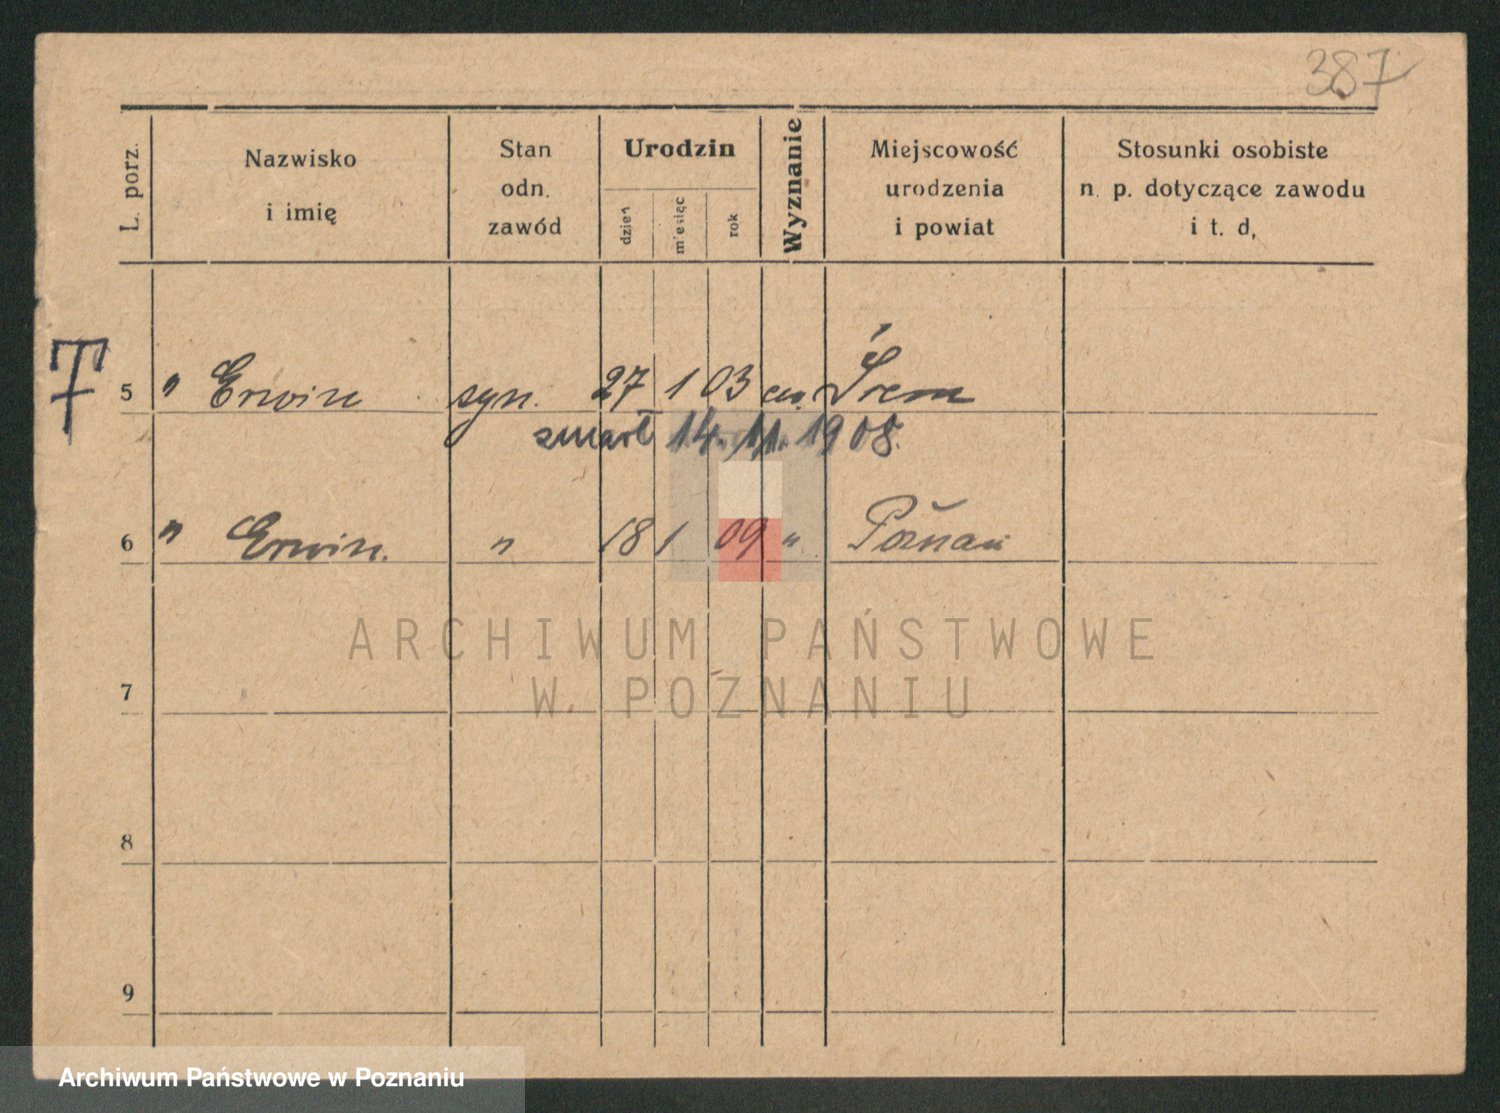 387
L. porz.
Nazwisko
i imię
Stan
odn.
zawód
Urodzin
dzień
miesiąc
rok
Wyznanie
Miejscowość
urodzenia
i powiat
Stosunki osobiste
n. p. dotyczące zawodu
i t. d,
5 " Erwin syn. 27 1 03 Śrem
zmarł 14. 11. 1908.
6 " Erwin. " 18 1 09 " Poznań
ARCHIWUM PAŃSTWOWE
W POZNANIU
7
8
9
Archiwum Państwowe w Poznaniu